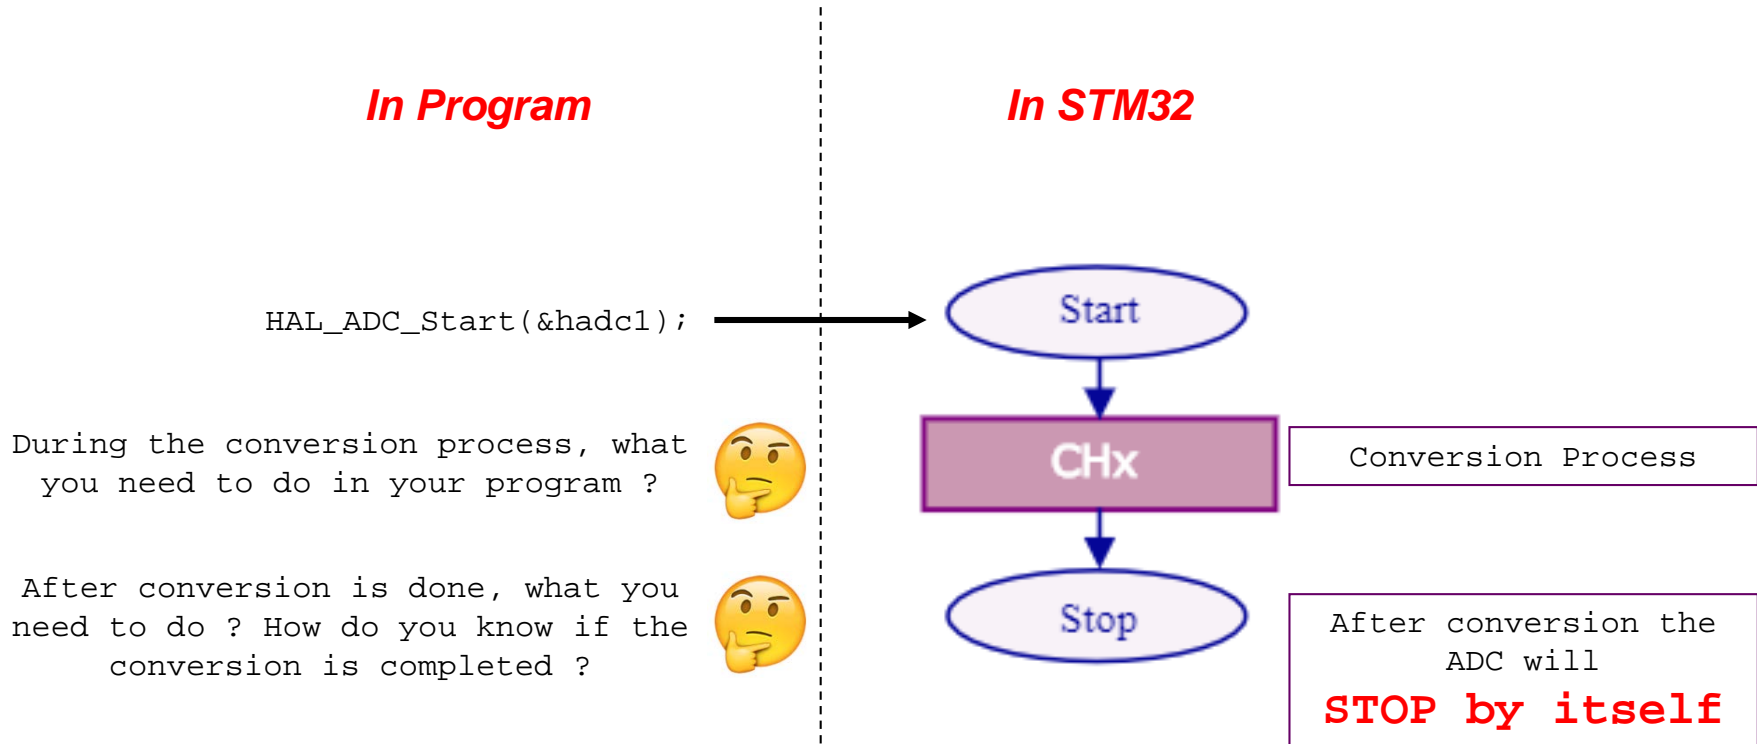 In Program
In STM32
HAL_ADC_Start(&hadc1);
Start
During the conversion process, what
you need to do in your program ?
CHx
Conversion Process
After conversion is done, what you
need to do ? How do you know if the
conversion is completed ?
Stop
After conversion the
ADC will
STOP by itself